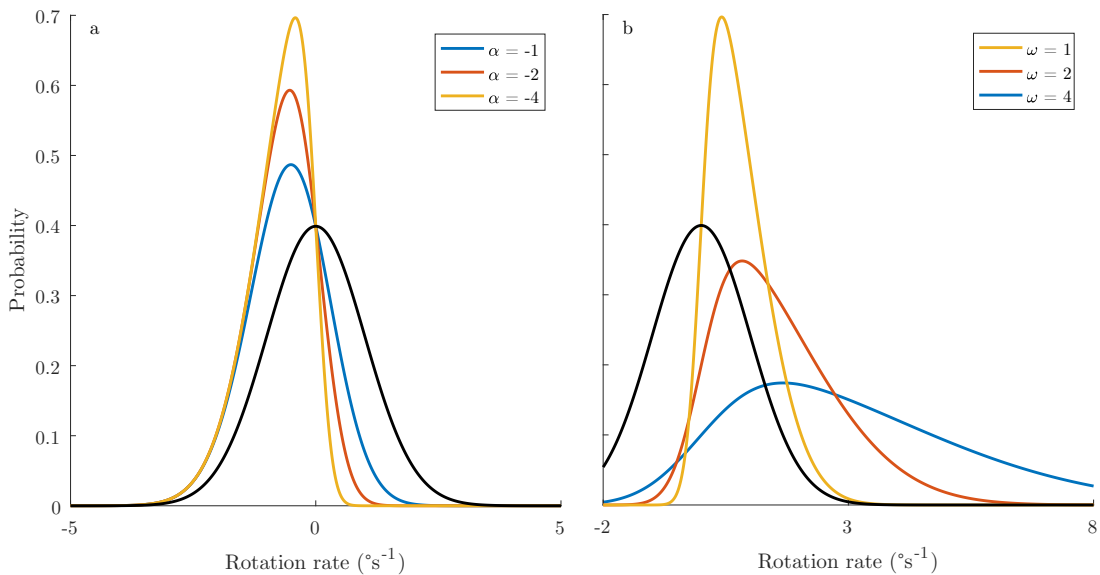 a
b
α = -1
α = -2
α = -4
ω = 1
ω = 2
ω = 4
0.7
0.6
0.5
0.4
0.3
0.2
0.1
0
Probability
-5
0
5
-2
3
8
Rotation rate (°s⁻¹)
Rotation rate (°s⁻¹)